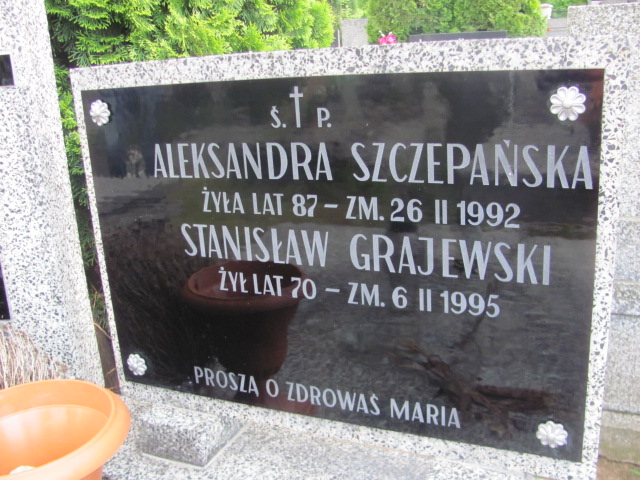 Ś. † P.
ALEKSANDRA SZCZEPAŃSKA
ŻYŁA LAT 87 – ZM. 26 II 1992
STANISŁAW GRAJEWSKI
ŻYŁ LAT 70 – ZM. 6 II 1995
PROSZĄ O ZDROWAŚ MARIA